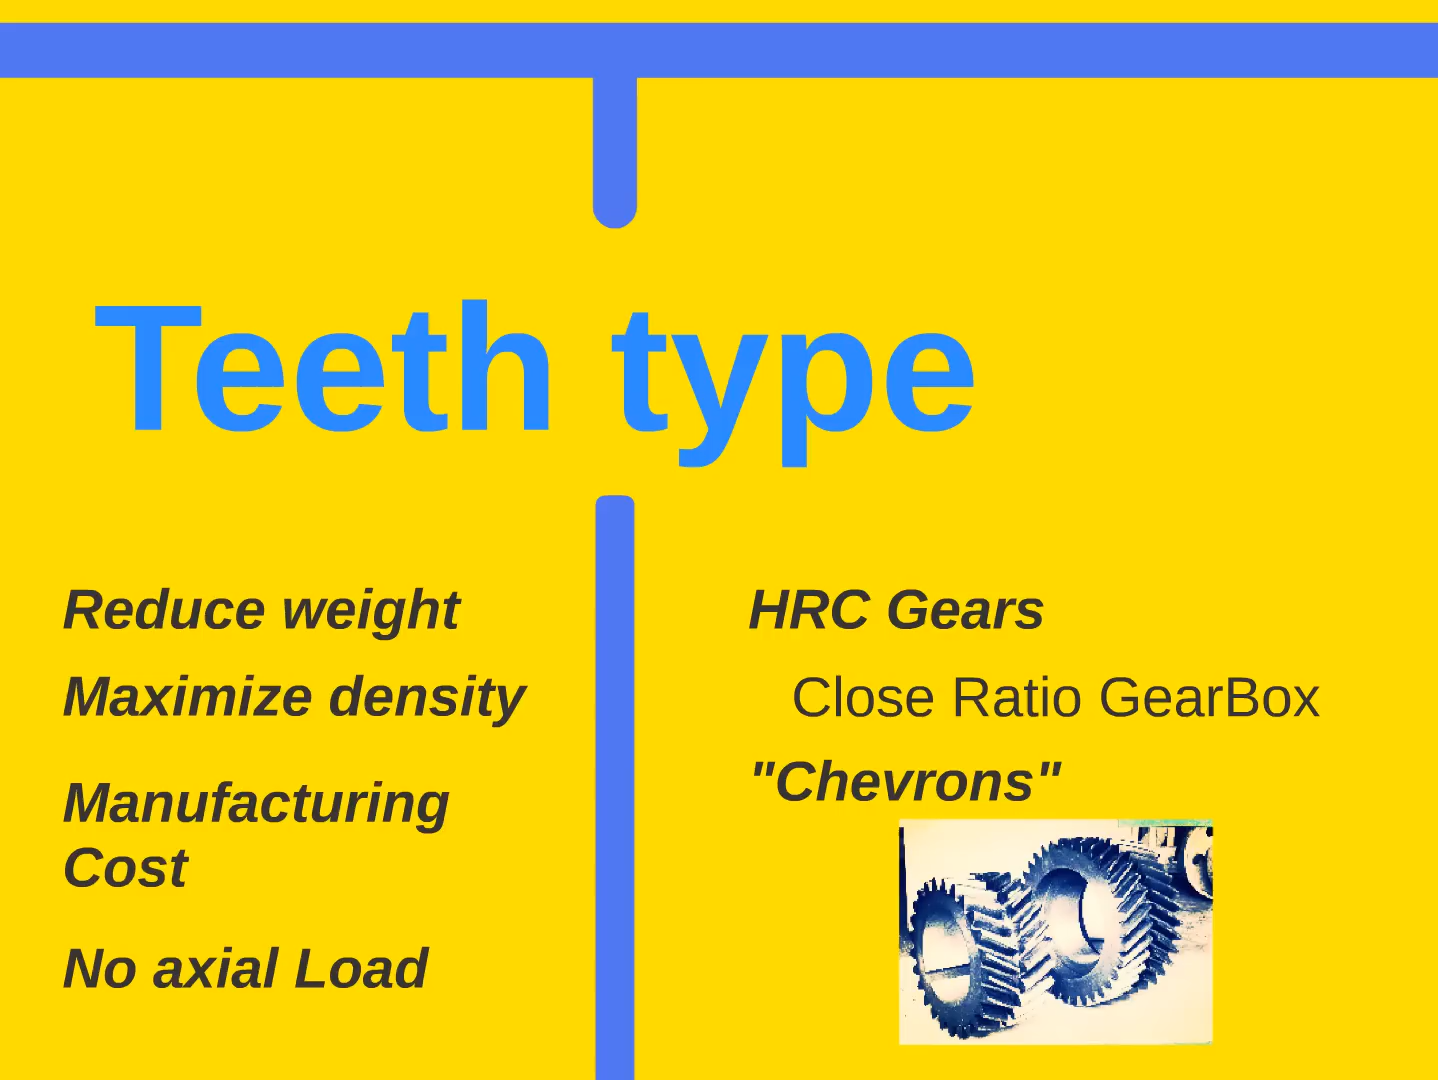 Teeth type
Reduce weight
Maximize density
Manufacturing
Cost
No axial Load
HRC Gears
Close Ratio GearBox
"Chevrons"